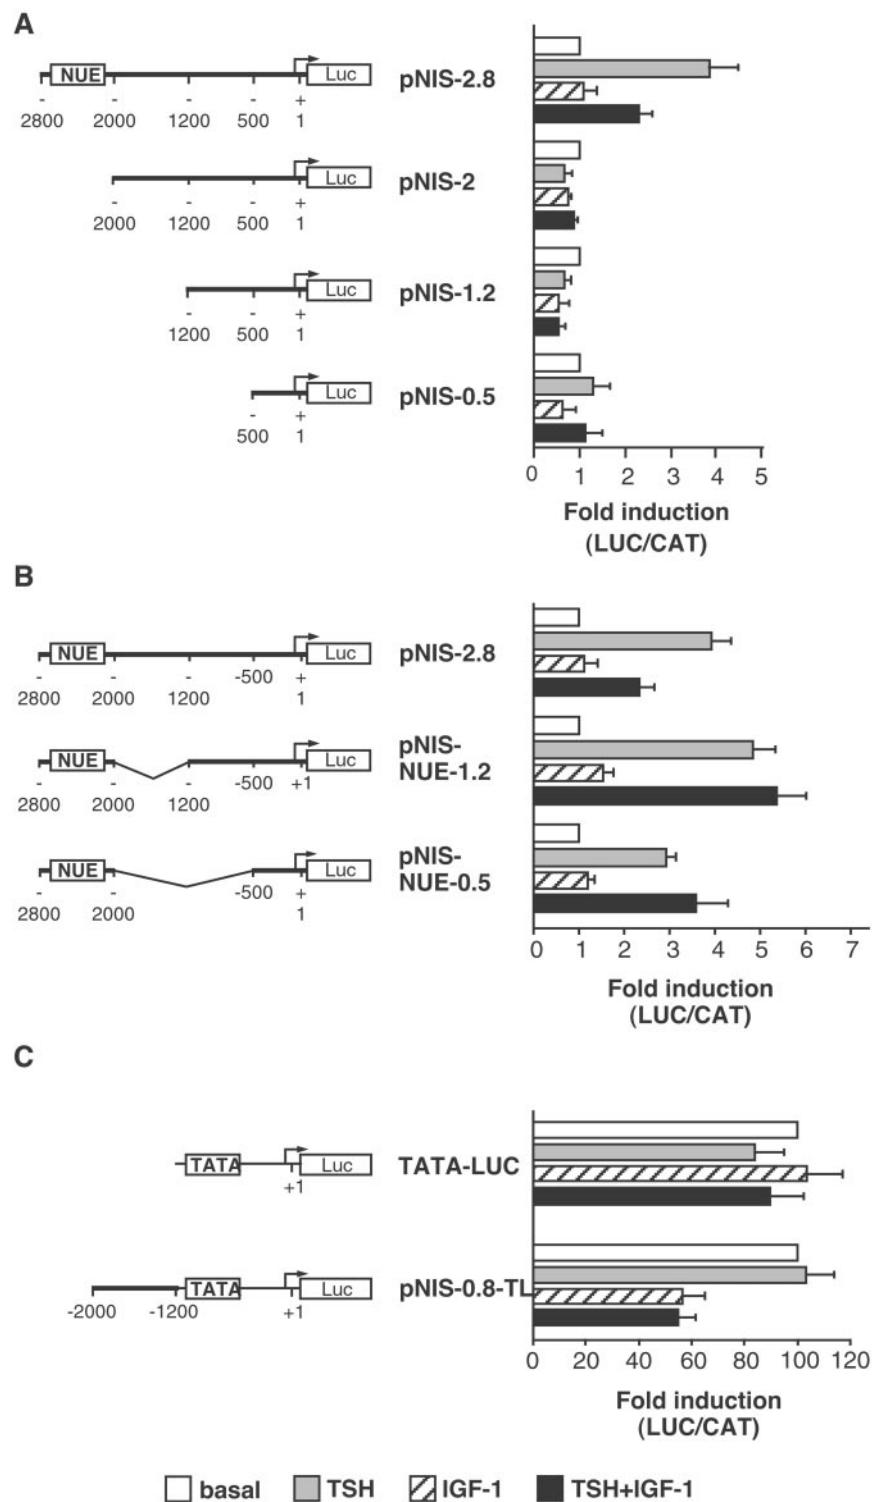 A
NUE Luc pNIS-2.8
- - - - +
2800 2000 1200 500 1
Luc pNIS-2
- - - +
2000 1200 500 1
Luc pNIS-1.2
- - +
1200 500 1
Luc pNIS-0.5
- +
500 1
0 1 2 3 4 5
Fold induction
(LUC/CAT)
B
NUE Luc pNIS-2.8
- - - -500 +
2800 2000 1200 1
NUE Luc pNIS-
NUE-1.2
- - - -500 +1
2800 2000 1200
NUE Luc pNIS-
NUE-0.5
- - -500 +
2800 2000 1
0 1 2 3 4 5 6 7
Fold induction
(LUC/CAT)
C
TATA Luc TATA-LUC
+1
TATA Luc pNIS-0.8-TL
-2000 -1200 +1
0 20 40 60 80 100 120
Fold induction
(LUC/CAT)
basal TSH IGF-1 TSH+IGF-1